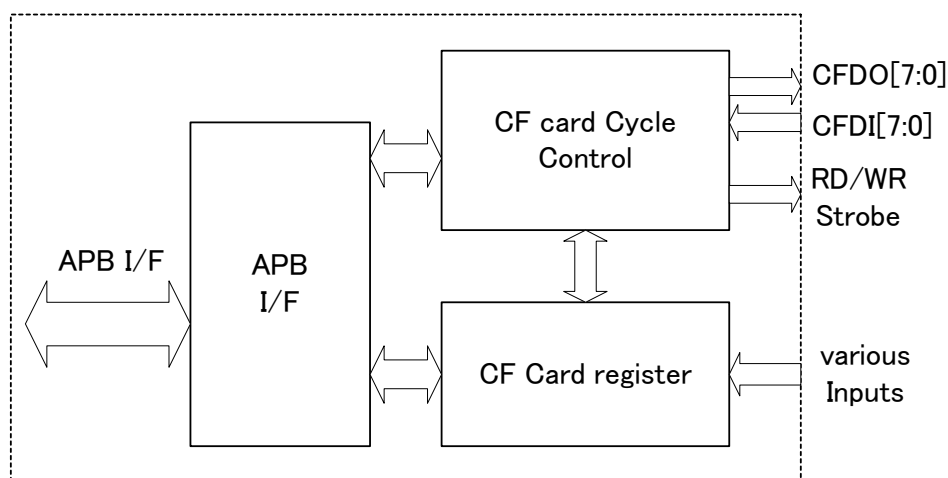 CF card Cycle
Control
CFDO[7:0]
CFDI[7:0]
RD/WR
Strobe
APB I/F
APB
I/F
CF Card register
various
Inputs